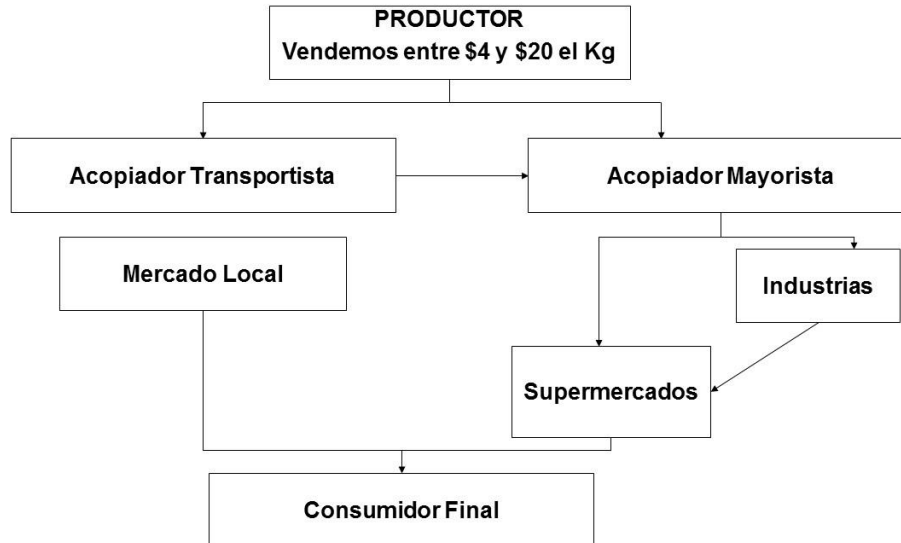 PRODUCTOR
Vendemos entre $4 y $20 el Kg
Acopiador Transportista
Acopiador Mayorista
Mercado Local
Industrias
Supermercados
Consumidor Final